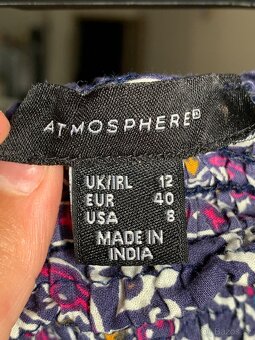 ATMOSPHERE
UK/IRL 12
EUR 40
USA 8
MADE IN
INDIA